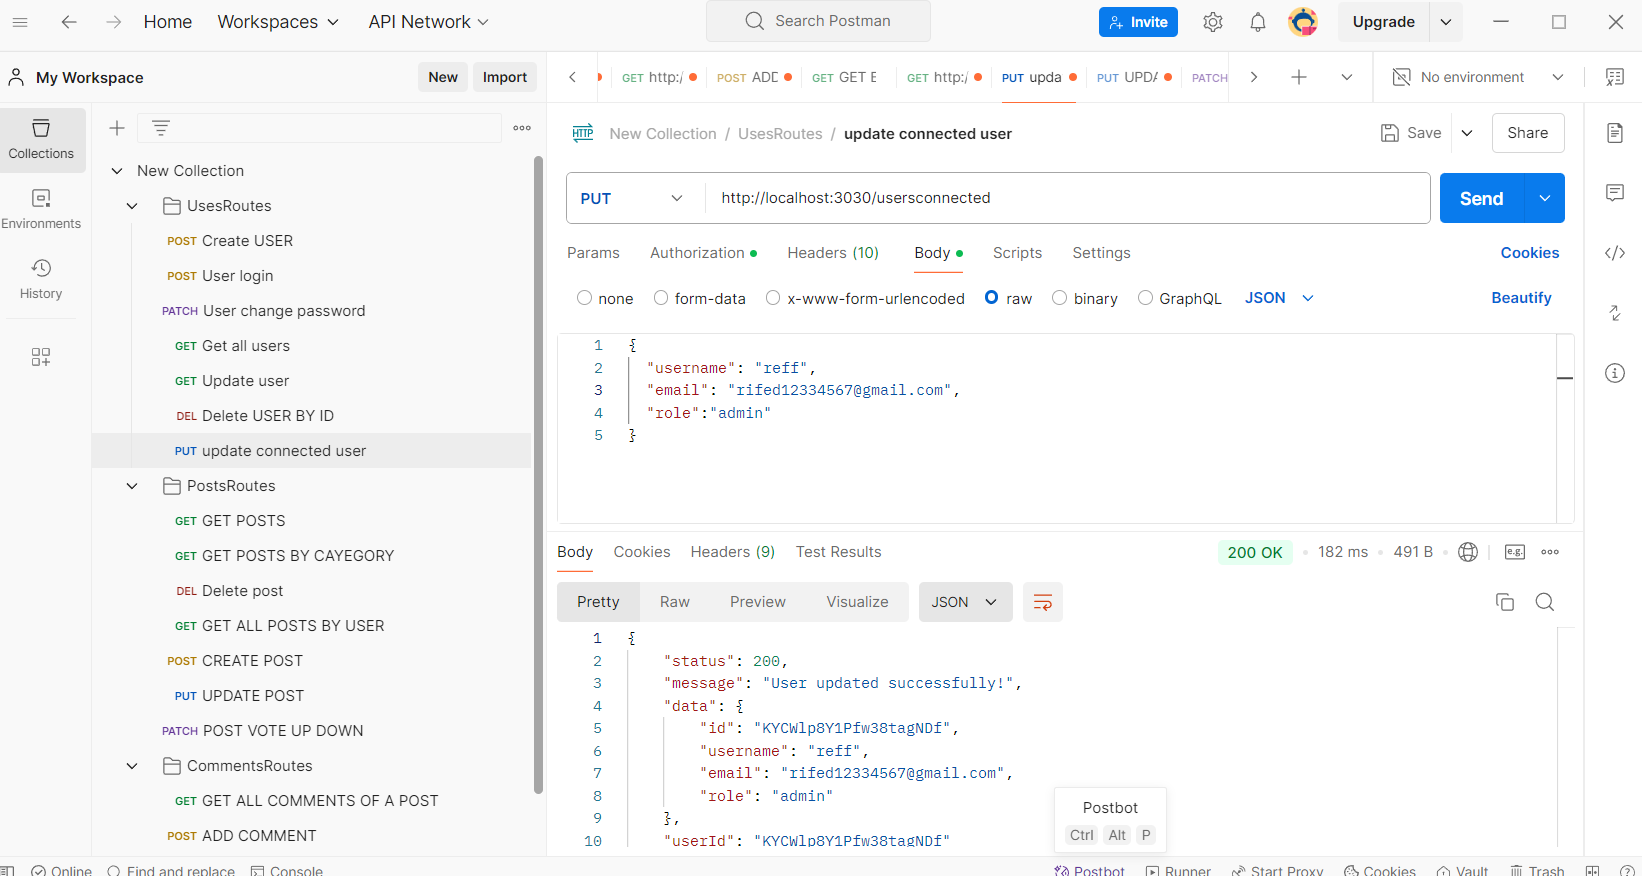 Home Workspaces API Network Search Postman Invite Upgrade
My Workspace New Import GET http:/ POST ADD GET GET E GET http:/ PUT upda PUT UPDA PATCH No environment
Collections
Environments
History
New Collection
UsesRoutes
POST Create USER
POST User login
PATCH User change password
GET Get all users
GET Update user
DEL Delete USER BY ID
PUT update connected user
PostsRoutes
GET GET POSTS
GET GET POSTS BY CAYEGORY
DEL Delete post
GET GET ALL POSTS BY USER
POST CREATE POST
PUT UPDATE POST
PATCH POST VOTE UP DOWN
CommentsRoutes
GET GET ALL COMMENTS OF A POST
POST ADD COMMENT
HTTP New Collection / UsesRoutes / update connected user Save Share
PUT http://localhost:3030/usersconnected Send
Params Authorization Headers (10) Body Scripts Settings Cookies
none form-data x-www-form-urlencoded raw binary GraphQL JSON Beautify
1 {
2 "username": "reff",
3 "email": "rifed12334567@gmail.com",
4 "role":"admin"
5 }
Body Cookies Headers (9) Test Results 200 OK 182 ms 491 B e.g.
Pretty Raw Preview Visualize JSON
1 {
2 "status": 200,
3 "message": "User updated successfully!",
4 "data": {
5 "id": "KYCWlp8Y1Pfw38tagNDf",
6 "username": "reff",
7 "email": "rifed12334567@gmail.com",
8 "role": "admin"
9 },
10 "userId": "KYCWlp8Y1Pfw38tagNDf"
Postbot
Ctrl Alt P
Online Find and replace Console Postbot Runner Start Proxy Cookies Vault Trash